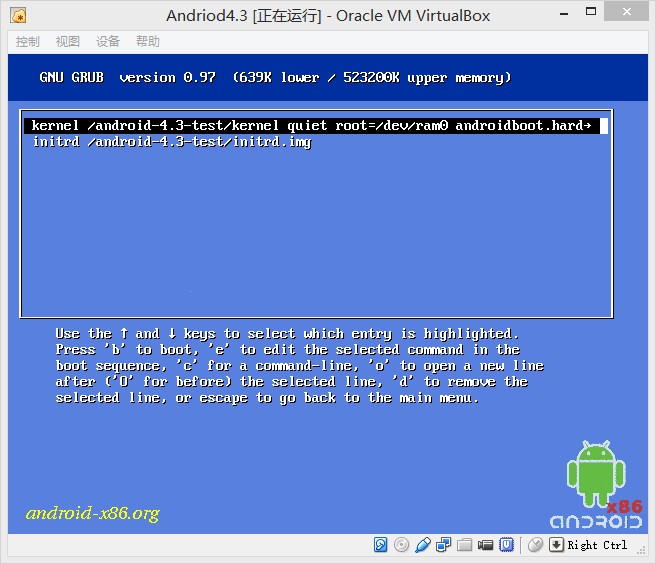 Andriod4.3 [正在运行] - Oracle VM VirtualBox
控制 视图 设备 帮助
GNU GRUB version 0.97 (639K lower / 523200K upper memory)
kernel /android-4.3-test/kernel quiet root=/dev/ram0 androidboot.hard→
initrd /android-4.3-test/initrd.img
Use the ↑ and ↓ keys to select which entry is highlighted.
Press 'b' to boot, 'e' to edit the selected command in the
boot sequence, 'c' for a command-line, 'o' to open a new line
after ('O' for before) the selected line, 'd' to remove the
selected line, or escape to go back to the main menu.
x86
android-x86.org
ANDROID
Right Ctrl